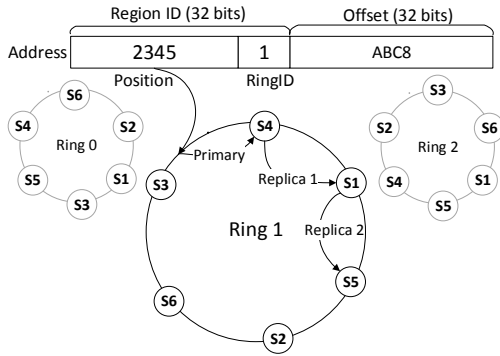 Region ID (32 bits) Offset (32 bits)
Address 2345 1 ABC8
Position RingID
S6
S4 S2
Ring 0
S5 S1
S3
S4
Primary
S3 Replica 1 S1
Ring 1 Replica 2
S6 S5
S2
S3
S2 S6
Ring 2
S4 S1
S5